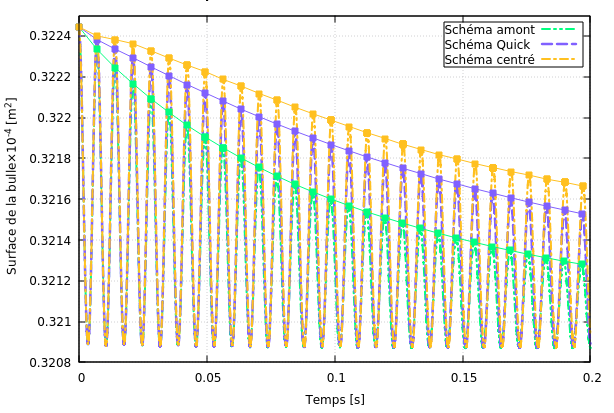 Schéma amont
Schéma Quick
Schéma centré
Surface de la bulle×10⁻⁴ [m²]
0.3224
0.3222
0.322
0.3218
0.3216
0.3214
0.3212
0.321
0.3208
0 0.05 0.1 0.15 0.2
Temps [s]